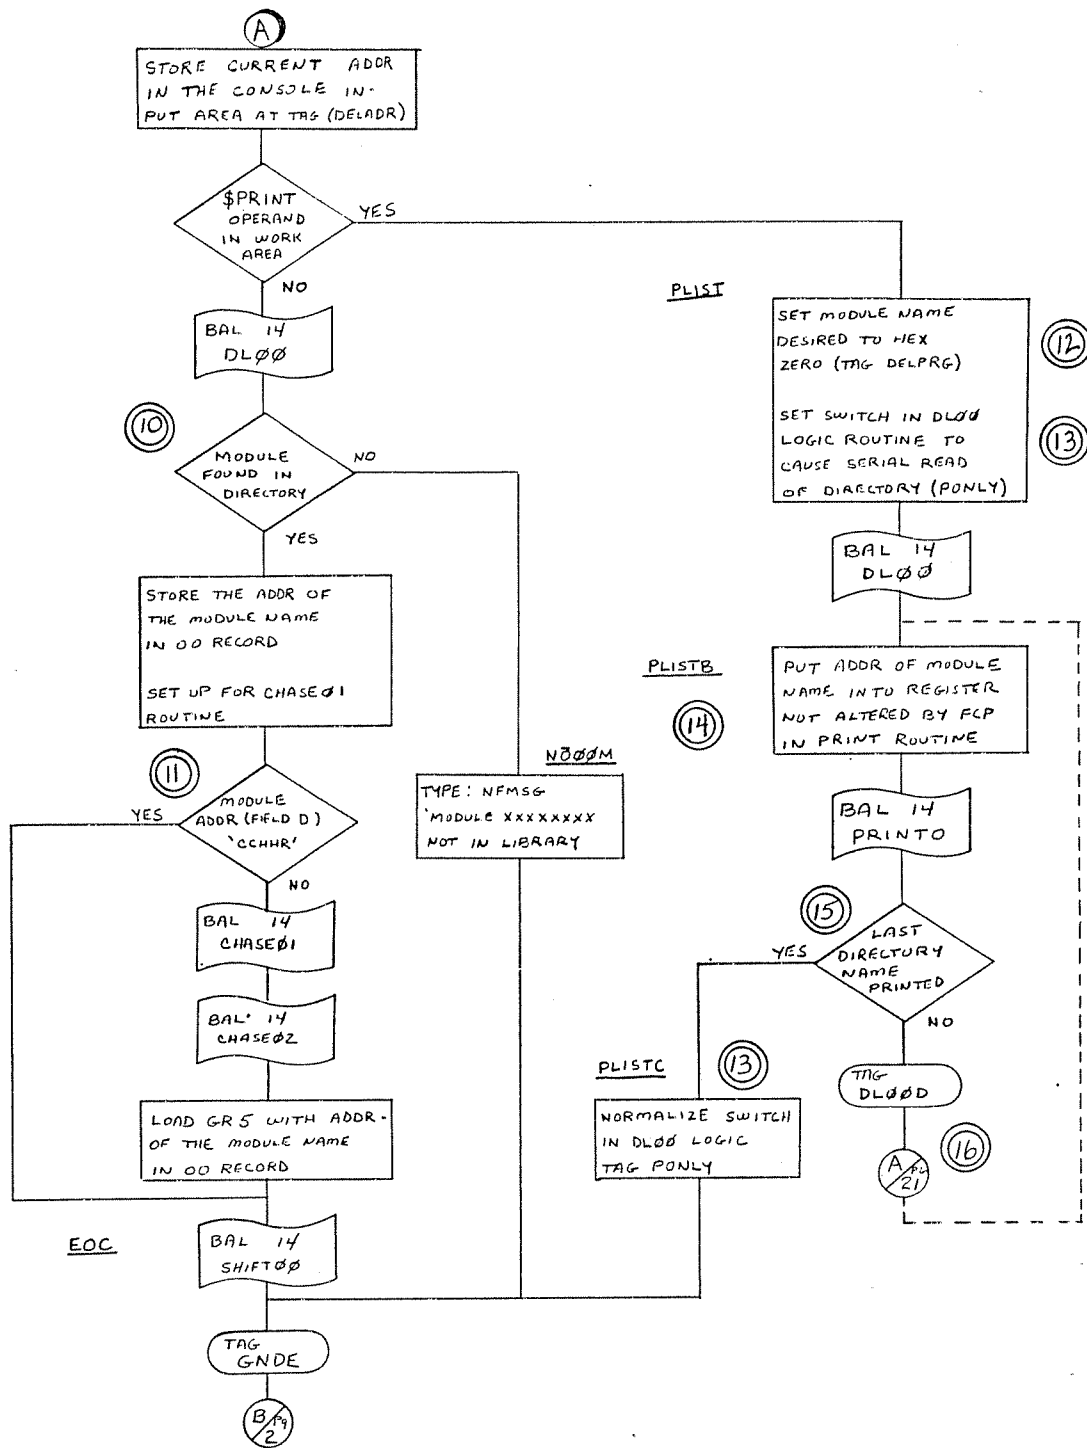 A
STORE CURRENT ADDR
IN THE CONSOLE IN-
PUT AREA AT TAG (DELADR)
$PRINT
OPERAND
IN WORK
AREA
YES
NO
BAL 14
DLØØ
10
MODULE
FOUND IN
DIRECTORY
NO
YES
STORE THE ADDR OF
THE MODULE NAME
IN 00 RECORD
SET UP FOR CHASEØ1
ROUTINE
11
MODULE
ADDR (FIELD D)
'CCHHR'
YES
NO
BAL 14
CHASEØ1
BAL 14
CHASEØ2
LOAD GR 5 WITH ADDR-
OF THE MODULE NAME
IN 00 RECORD
EOC
BAL 14
SHIFTØØ
TAG
GNDE
B Pg
2
NŌØØM
TYPE: NFMSG
'MODULE XXXXXXXX
NOT IN LIBRARY
PLIST
SET MODULE NAME
DESIRED TO HEX
ZERO (TAG DELPRG)
12
SET SWITCH IN DLØØ
LOGIC ROUTINE TO
CAUSE SERIAL READ
OF DIRECTORY (PONLY)
13
BAL 14
DLØØ
PLISTB
14
PUT ADDR OF MODULE
NAME INTO REGISTER
NOT ALTERED BY FCP
IN PRINT ROUTINE
BAL 14
PRINTO
15
LAST
DIRECTORY
NAME
PRINTED
YES
NO
PLISTC
13
NORMALIZE SWITCH
IN DLØØ LOGIC
TAG PONLY
TAG
DLØØD
16
A PG
21